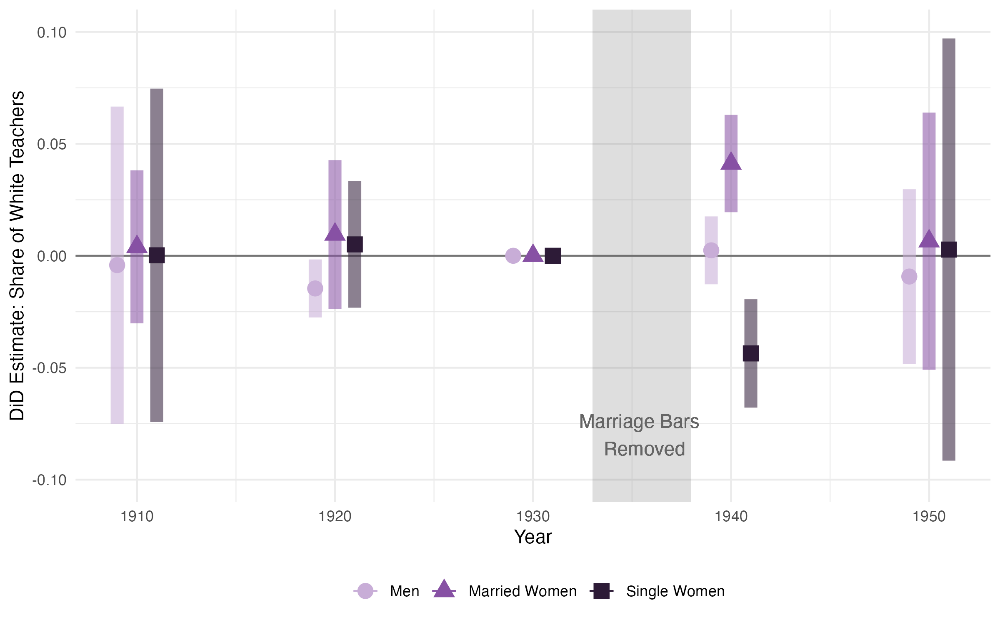 DiD Estimate: Share of White Teachers
0.10
0.05
0.00
-0.05
-0.10
Marriage Bars
Removed
1910 1920 1930 1940 1950
Year
Men Married Women Single Women